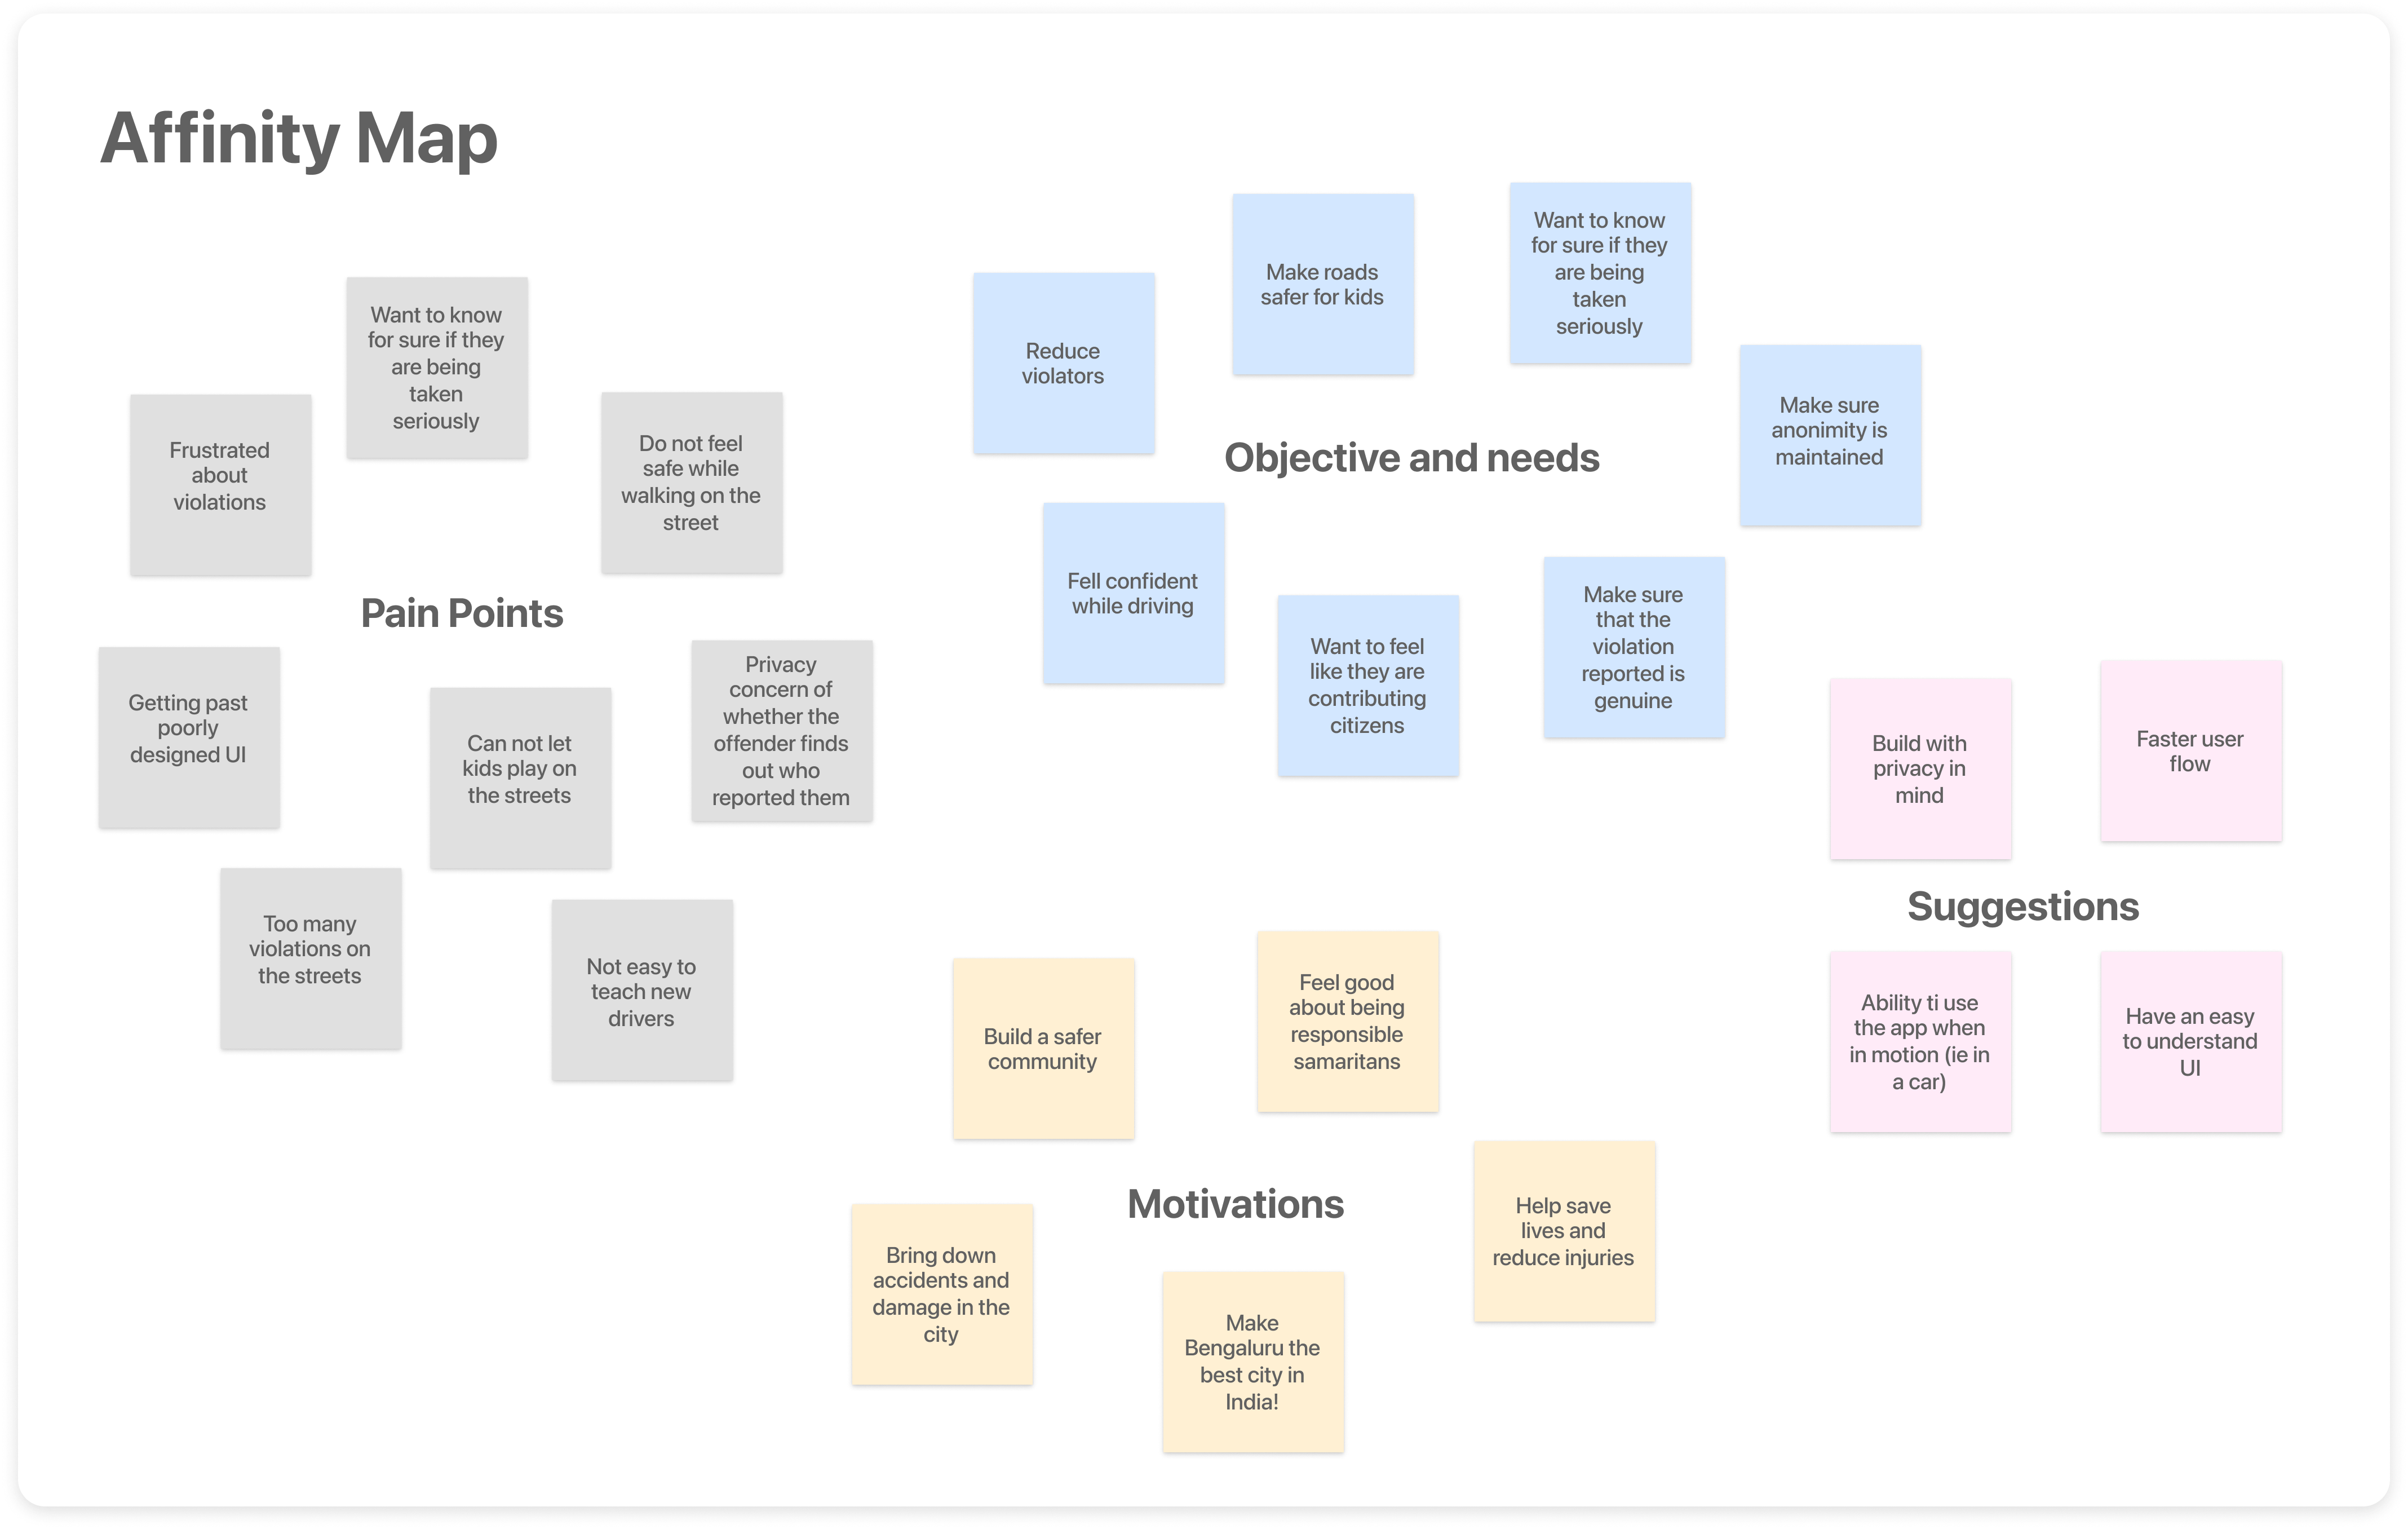 Affinity Map
Want to know
for sure if they
are being
taken
seriously
Frustrated
about
violations
Do not feel
safe while
walking on the
street
Pain Points
Getting past
poorly
designed UI
Can not let
kids play on
the streets
Privacy
concern of
whether the
offender finds
out who
reported them
Too many
violations on
the streets
Not easy to
teach new
drivers
Reduce
violators
Make roads
safer for kids
Want to know
for sure if they
are being
taken
seriously
Make sure
anonimity is
maintained
Objective and needs
Fell confident
while driving
Want to feel
like they are
contributing
citizens
Make sure
that the
violation
reported is
genuine
Build with
privacy in
mind
Faster user
flow
Suggestions
Ability ti use
the app when
in motion (ie in
a car)
Have an easy
to understand
UI
Build a safer
community
Feel good
about being
responsible
samaritans
Motivations
Bring down
accidents and
damage in the
city
Make
Bengaluru the
best city in
India!
Help save
lives and
reduce injuries